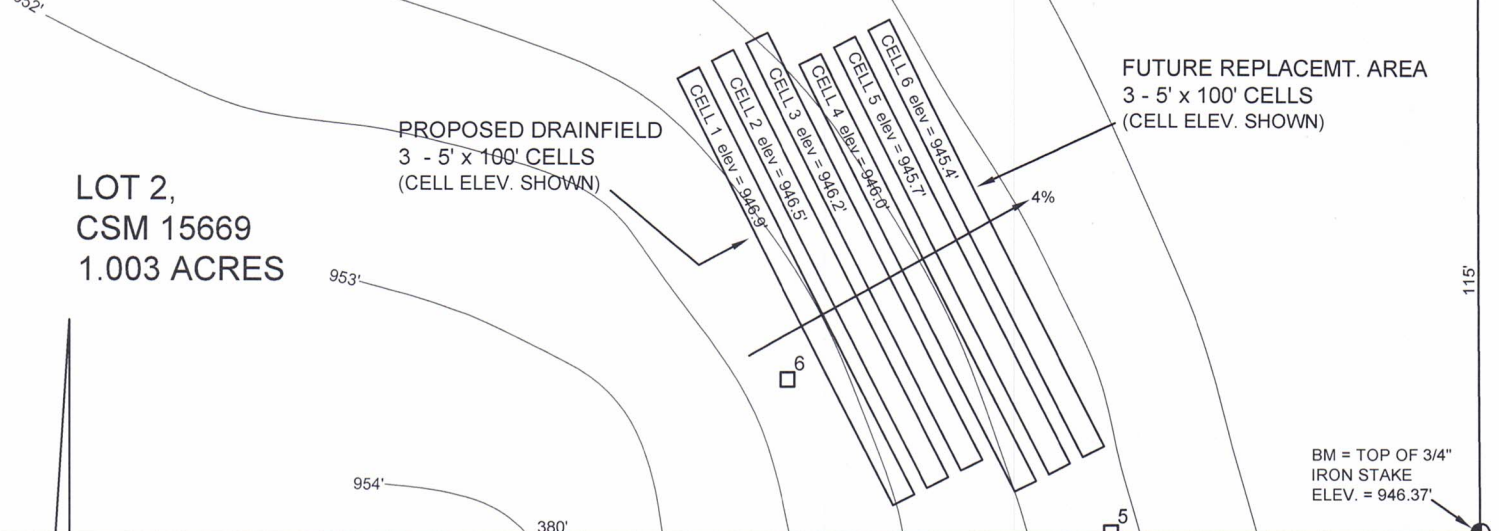 952'
CELL 1 elev = 946.9'
CELL 2 elev = 946.5'
CELL 3 elev = 946.2'
CELL 4 elev = 946.0'
CELL 5 elev = 945.7'
CELL 6 elev = 945.4'
FUTURE REPLACEMT. AREA
3 - 5' x 100' CELLS
(CELL ELEV. SHOWN)
PROPOSED DRAINFIELD
3 - 5' x 100' CELLS
(CELL ELEV. SHOWN)
LOT 2,
CSM 15669
1.003 ACRES
4%
953'
115'
6
954'
BM = TOP OF 3/4"
IRON STAKE
ELEV. = 946.37'
380'
5